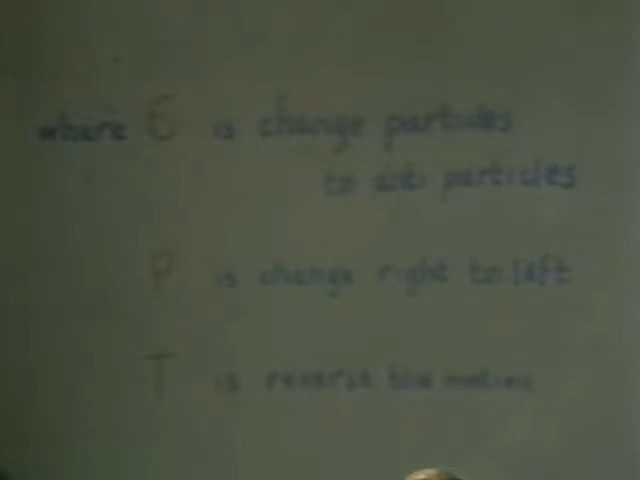 where C is change particles
to anti particles
P is change right to left
T is reverse the motion